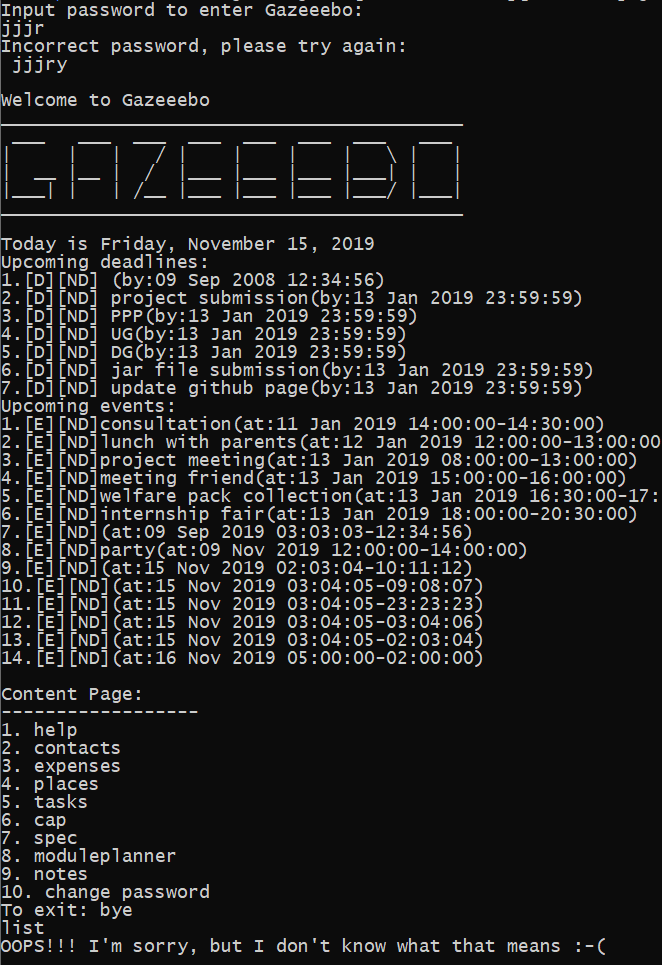 Input password to enter Gazeeebo:
jjjr
Incorrect password, please try again:
 jjjry
Welcome to Gazeeebo
GAZEEEBO
Today is Friday, November 15, 2019
Upcoming deadlines:
1.[D][ND] (by:09 Sep 2008 12:34:56)
2.[D][ND] project submission(by:13 Jan 2019 23:59:59)
3.[D][ND] PPP(by:13 Jan 2019 23:59:59)
4.[D][ND] UG(by:13 Jan 2019 23:59:59)
5.[D][ND] DG(by:13 Jan 2019 23:59:59)
6.[D][ND] jar file submission(by:13 Jan 2019 23:59:59)
7.[D][ND] update github page(by:13 Jan 2019 23:59:59)
Upcoming events:
1.[E][ND]consultation(at:11 Jan 2019 14:00:00-14:30:00)
2.[E][ND]lunch with parents(at:12 Jan 2019 12:00:00-13:00:00
3.[E][ND]project meeting(at:13 Jan 2019 08:00:00-13:00:00)
4.[E][ND]meeting friend(at:13 Jan 2019 15:00:00-16:00:00)
5.[E][ND]welfare pack collection(at:13 Jan 2019 16:30:00-17:
6.[E][ND]internship fair(at:13 Jan 2019 18:00:00-20:30:00)
7.[E][ND](at:09 Sep 2019 03:03:03-12:34:56)
8.[E][ND]party(at:09 Nov 2019 12:00:00-14:00:00)
9.[E][ND](at:15 Nov 2019 02:03:04-10:11:12)
10.[E][ND](at:15 Nov 2019 03:04:05-09:08:07)
11.[E][ND](at:15 Nov 2019 03:04:05-23:23:23)
12.[E][ND](at:15 Nov 2019 03:04:05-03:04:06)
13.[E][ND](at:15 Nov 2019 03:04:05-02:03:04)
14.[E][ND](at:16 Nov 2019 05:00:00-02:00:00)
Content Page:
------------------
1. help
2. contacts
3. expenses
4. places
5. tasks
6. cap
7. spec
8. moduleplanner
9. notes
10. change password
To exit: bye
list
OOPS!!! I'm sorry, but I don't know what that means :-(